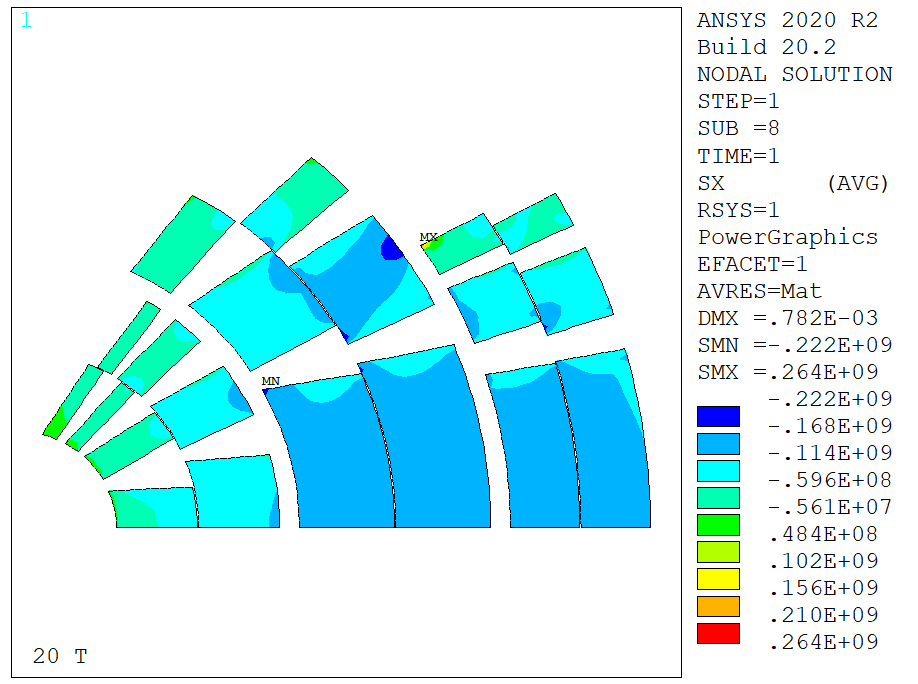 1
ANSYS 2020 R2
Build 20.2
NODAL SOLUTION
STEP=1
SUB =8
TIME=1
SX (AVG)
RSYS=1
PowerGraphics
EFACET=1
AVRES=Mat
DMX =.782E-03
SMN =-.222E+09
SMX =.264E+09
-.222E+09
-.168E+09
-.114E+09
-.596E+08
-.561E+07
.484E+08
.102E+09
.156E+09
.210E+09
.264E+09
MX
MN
20 T